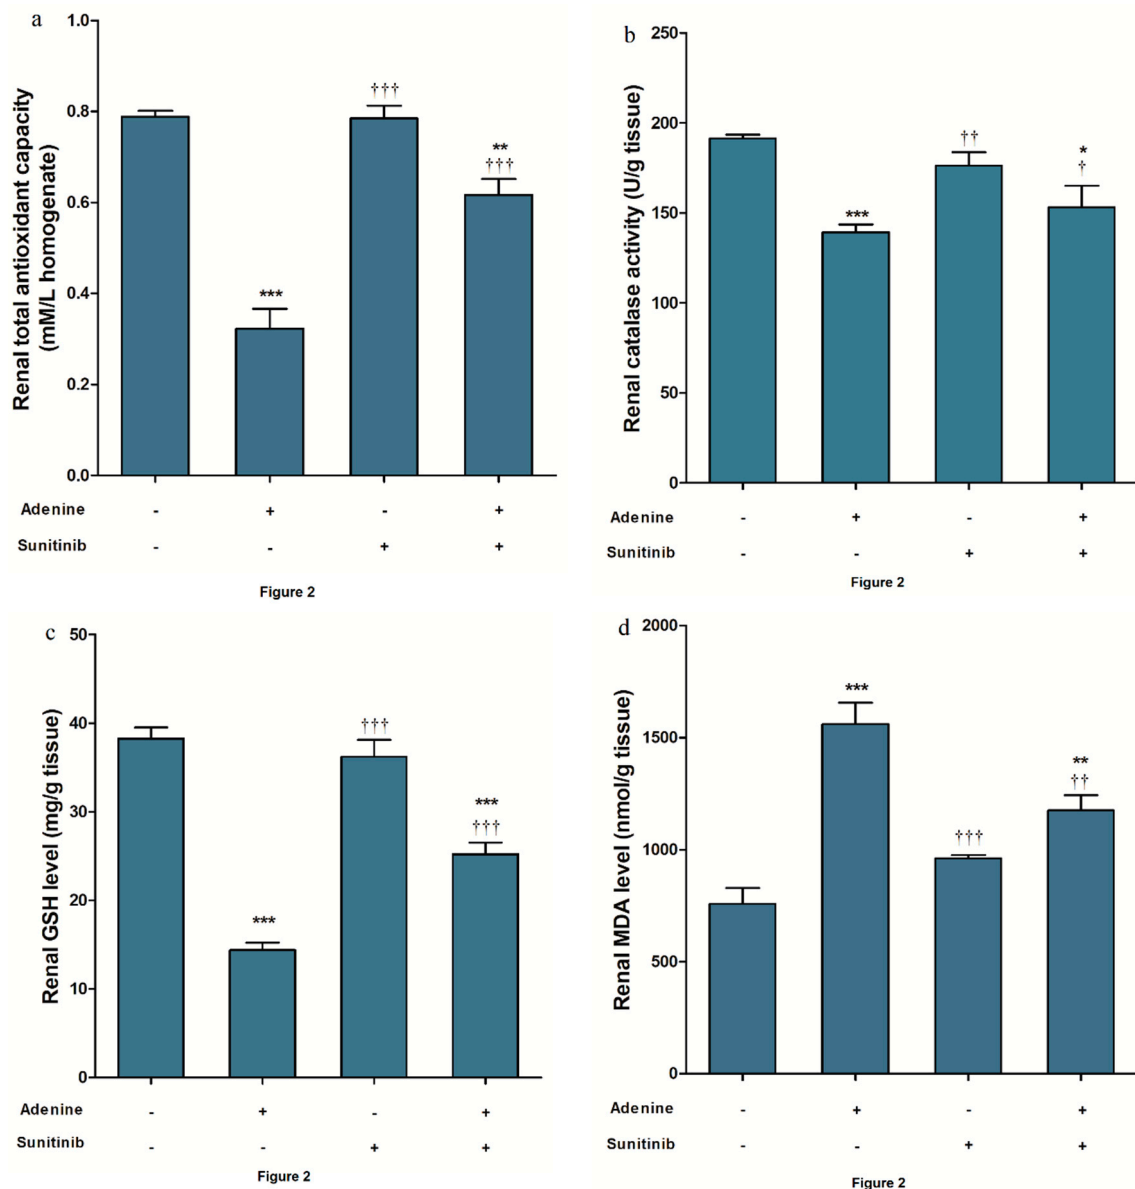 a
Renal total antioxidant capacity
(mM/L homogenate)
1.0
0.8
0.6
0.4
0.2
0.0
***
†††
**
†††
Adenine - + - +
Sunitinib - - + +
Figure 2
b
Renal catalase activity (U/g tissue)
250
200
150
100
50
0
***
††
*
†
Adenine - + - +
Sunitinib - - + +
Figure 2
c
Renal GSH level (mg/g tissue)
50
40
30
20
10
0
***
†††
***
†††
Adenine - + - +
Sunitinib - - + +
Figure 2
d
Renal MDA level (nmol/g tissue)
2000
1500
1000
500
0
***
†††
**
††
Adenine - + - +
Sunitinib - - + +
Figure 2